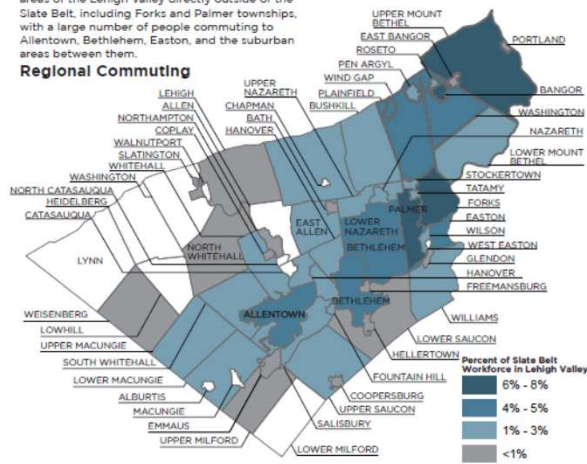 areas of the Lehigh Valley directly outside of the
Slate Belt, including Forks and Palmer townships,
with a large number of people commuting to
Allentown, Bethlehem, Easton, and the suburban
areas between them.
Regional Commuting
UPPER MOUNT
BETHEL
EAST BANGOR
ROSETO
PEN ARGYL
WIND GAP
PLAINFIELD
BUSHKILL
PORTLAND
BANGOR
WASHINGTON
NAZARETH
LOWER MOUNT
BETHEL
STOCKERTOWN
TATAMY
FORKS
EASTON
WILSON
WEST EASTON
GLENDON
HANOVER
FREEMANSBURG
WILLIAMS
LOWER SAUCON
HELLERTOWN
FOUNTAIN HILL
COOPERSBURG
UPPER SAUCON
SALISBURY
LOWER MILFORD
UPPER
NAZARETH
CHAPMAN
BATH
HANOVER
LEHIGH
ALLEN
NORTHAMPTON
COPLAY
WALNUTPORT
SLATINGTON
WHITEHALL
WASHINGTON
NORTH CATASAUQUA
HEIDELBERG
CATASAUQUA
LYNN
NORTH
WHITEHALL
EAST
ALLEN
LOWER
NAZARETH
PALMER
BETHLEHEM
BETHLEHEM
ALLENTOWN
WEISENBERG
LOWHILL
UPPER MACUNGIE
SOUTH WHITEHALL
LOWER MACUNGIE
ALBURTIS
MACUNGIE
EMMAUS
UPPER MILFORD
Percent of Slate Belt
Workforce in Lehigh Valley
6% - 8%
4% - 5%
1% - 3%
<1%